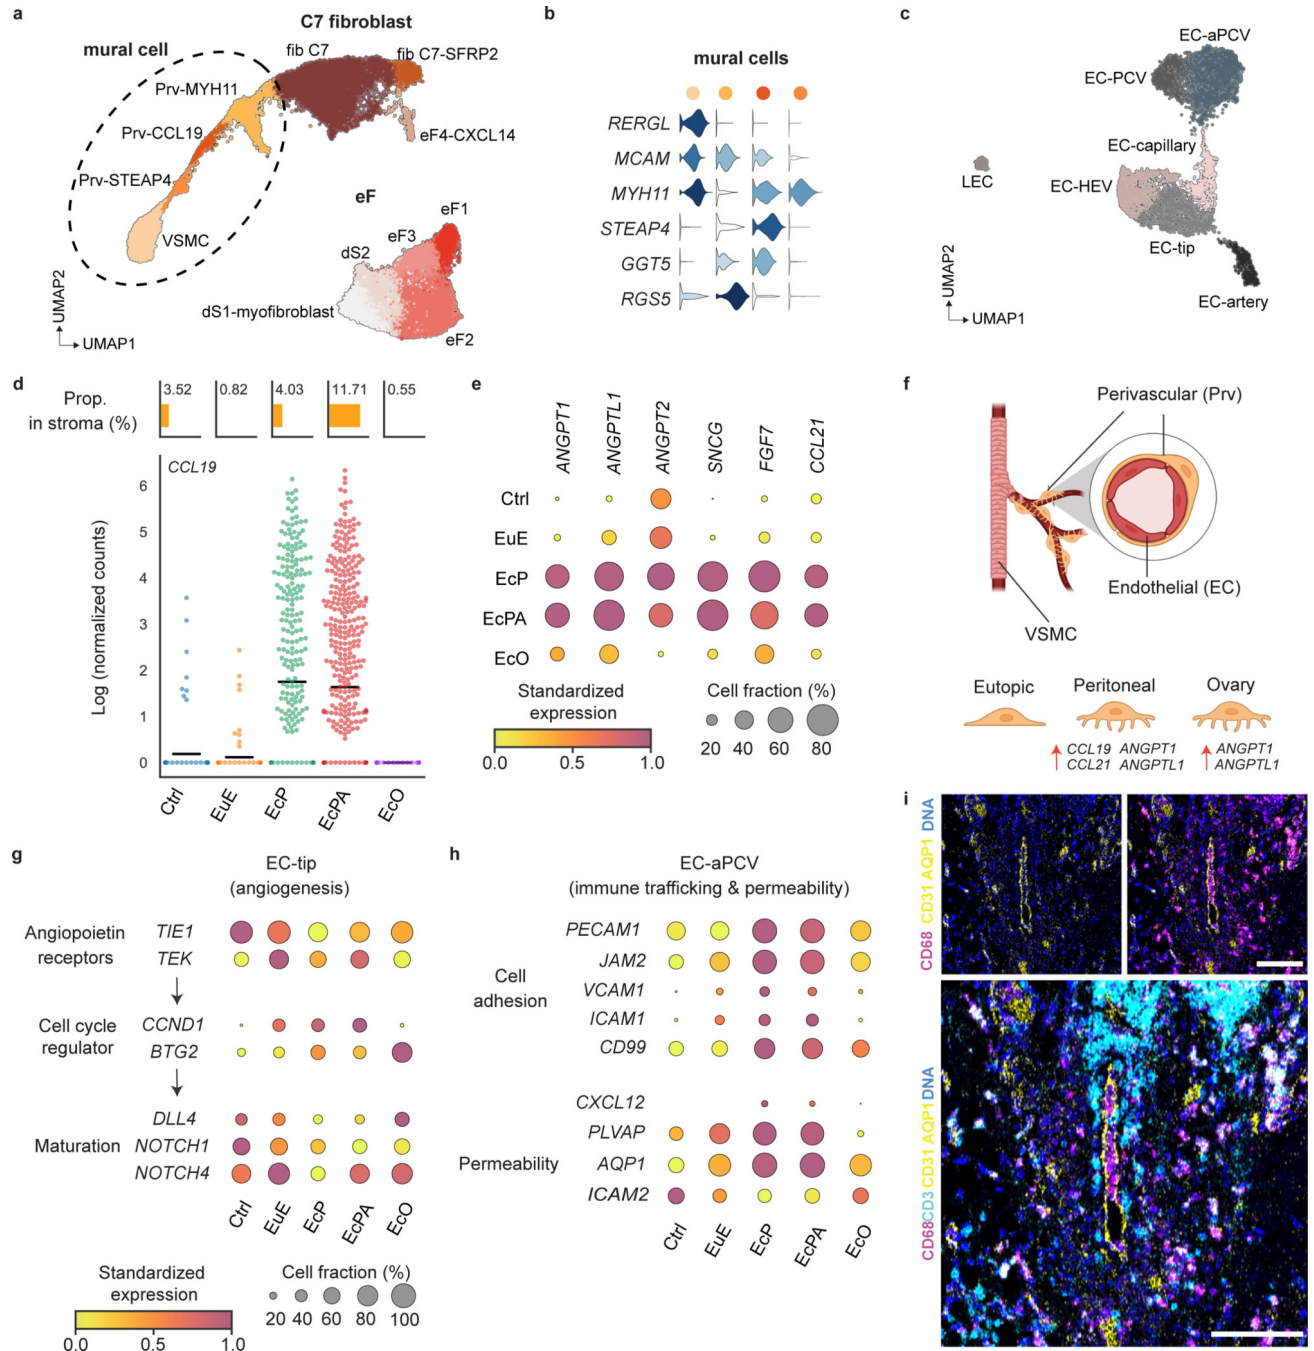 a
C7 fibroblast
mural cell
fib C7
fib C7-SFRP2
Prv-MYH11
Prv-CCL19
eF4-CXCL14
Prv-STEAP4
VSMC
eF
eF1
eF3
dS2
dS1-myofibroblast
eF2
UMAP2
UMAP1
b
mural cells
RERGL
MCAM
MYH11
STEAP4
GGT5
RGS5
c
EC-aPCV
EC-PCV
EC-capillary
LEC
EC-HEV
EC-tip
EC-artery
UMAP2
UMAP1
d
Prop.
in stroma (%)
3.52
0.82
4.03
11.71
0.55
CCL19
Log (normalized counts)
6
5
4
3
2
1
0
Ctrl
EuE
EcP
EcPA
EcO
e
ANGPT1
ANGPTL1
ANGPT2
SNCG
FGF7
CCL21
Ctrl
EuE
EcP
EcPA
EcO
Standardized
expression
0.0 0.5 1.0
Cell fraction (%)
20 40 60 80
f
Perivascular (Prv)
Endothelial (EC)
VSMC
Eutopic Peritoneal Ovary
CCL19 ANGPT1
CCL21 ANGPTL1
ANGPT1
ANGPTL1
g
EC-tip
(angiogenesis)
Angiopoietin
receptors
TIE1
TEK
Cell cycle
regulator
CCND1
BTG2
Maturation
DLL4
NOTCH1
NOTCH4
Ctrl
EuE
EcP
EcPA
EcO
Standardized
expression
0.0 0.5 1.0
Cell fraction (%)
20 40 60 80 100
h
EC-aPCV
(immune trafficking & permeability)
Cell
adhesion
PECAM1
JAM2
VCAM1
ICAM1
CD99
Permeability
CXCL12
PLVAP
AQP1
ICAM2
Ctrl
EuE
EcP
EcPA
EcO
i
CD68 CD31 AQP1 DNA
CD68CD3 CD31 AQP1DNA